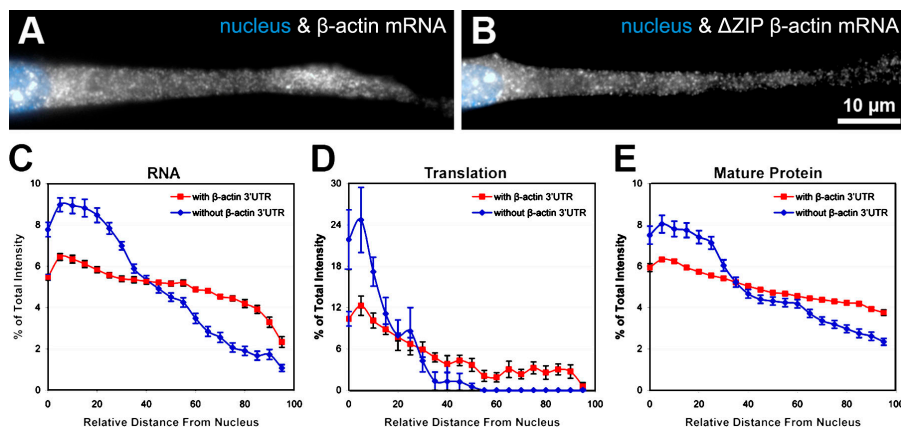 A
nucleus & β-actin mRNA
B
nucleus & ΔZIP β-actin mRNA
10 µm
C
RNA
with β-actin 3'UTR
without β-actin 3'UTR
% of Total Intensity
10
8
6
4
2
0
0 20 40 60 80 100
Relative Distance From Nucleus
D
Translation
with β-actin 3'UTR
without β-actin 3'UTR
% of Total Intensity
30
24
18
12
6
0
0 20 40 60 80 100
Relative Distance From Nucleus
E
Mature Protein
with β-actin 3'UTR
without β-actin 3'UTR
% of Total Intensity
10
8
6
4
2
0
0 20 40 60 80 100
Relative Distance From Nucleus